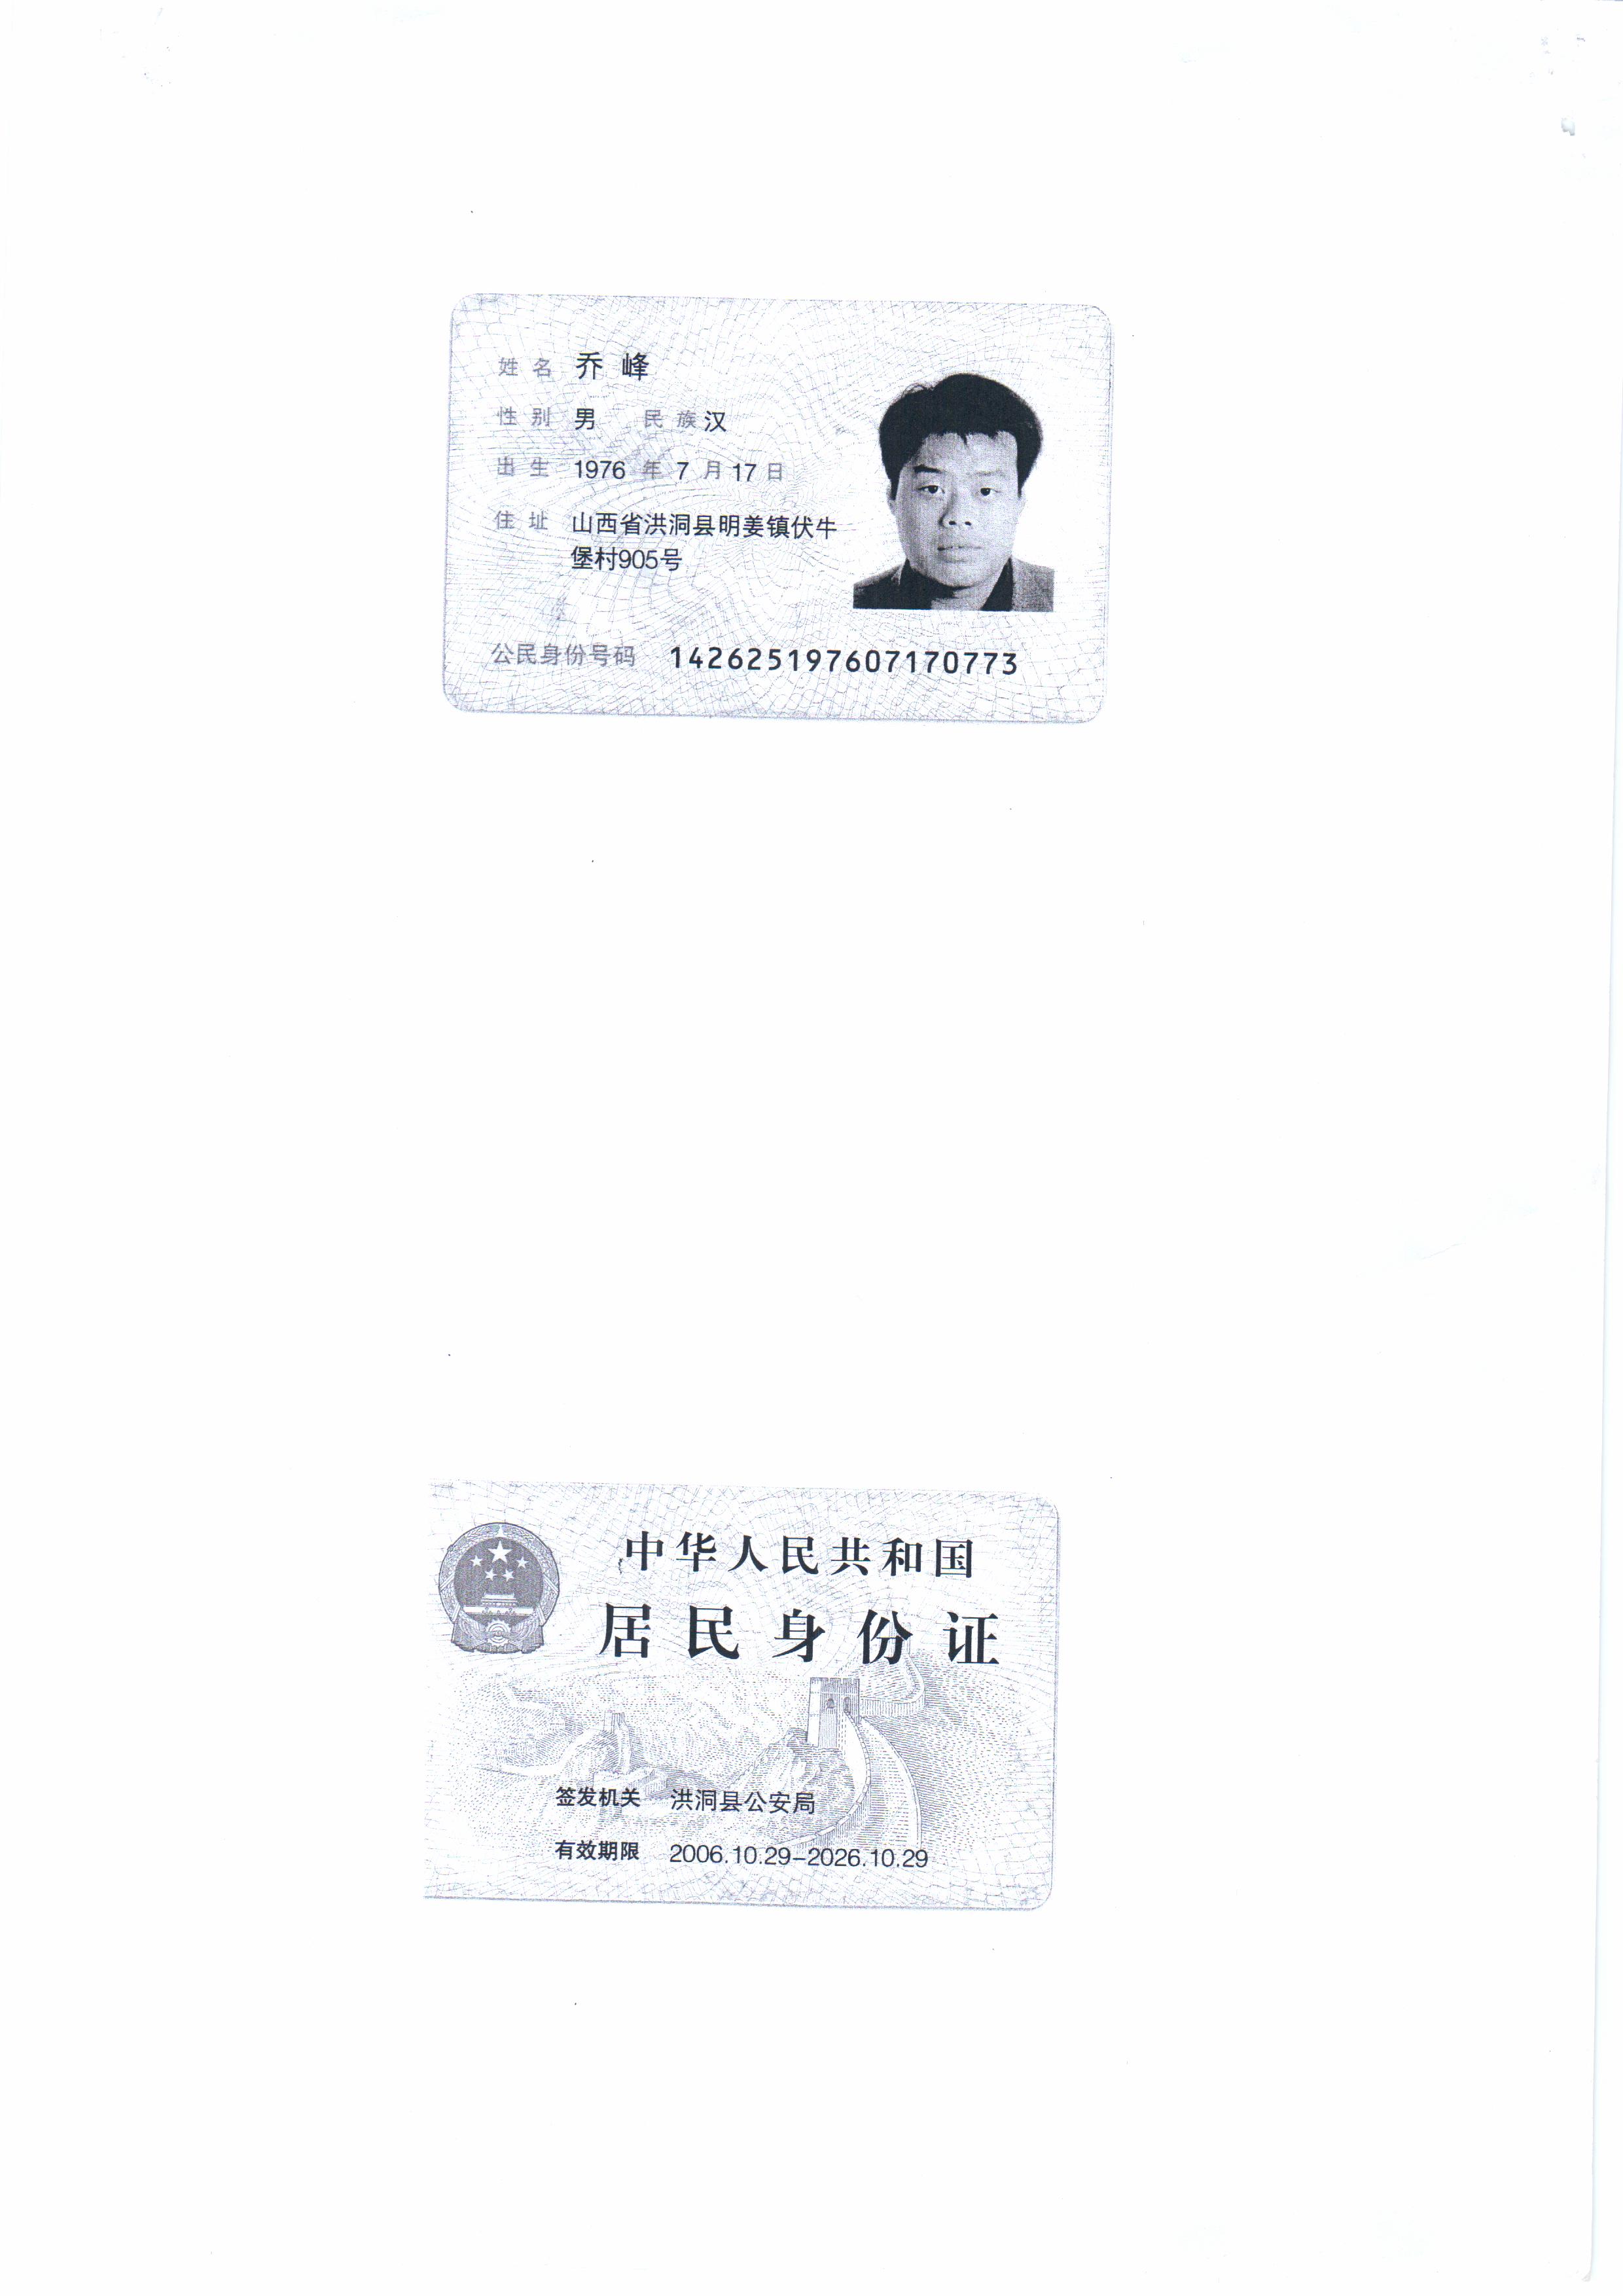 姓名 乔峰
性别 男 民族 汉
出生 1976 年 7 月 17 日
住址 山西省洪洞县明姜镇伏牛
堡村905号
公民身份号码 142625197607170773
中华人民共和国
居民身份证
签发机关 洪洞县公安局
有效期限 2006.10.29-2026.10.29